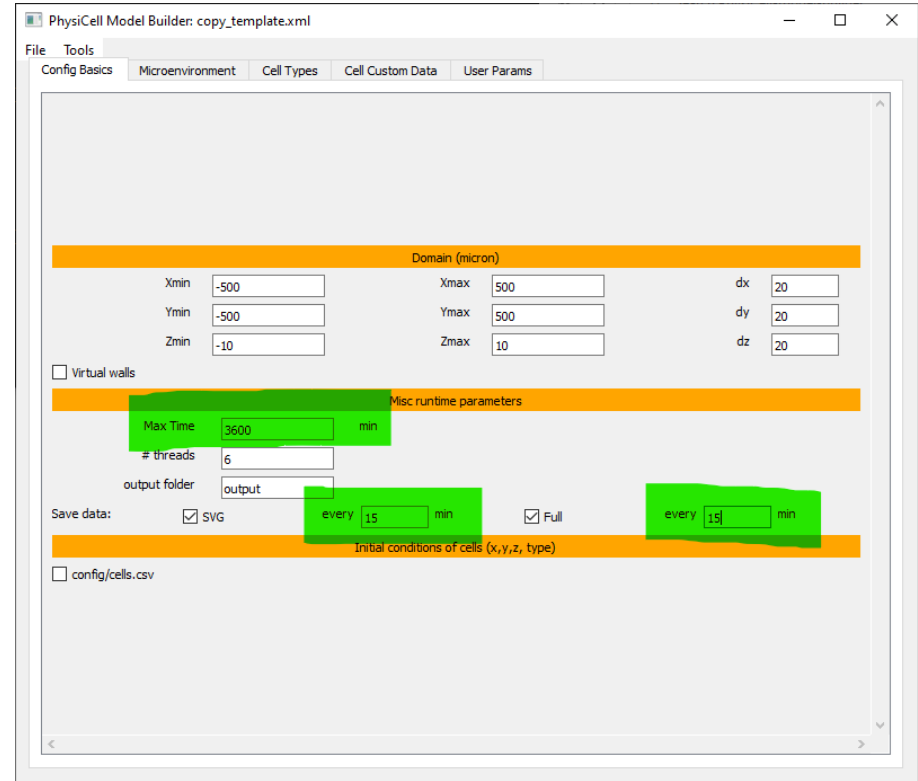 PhysiCell Model Builder: copy_template.xml
File Tools
Config Basics Microenvironment Cell Types Cell Custom Data User Params
Domain (micron)
Xmin -500 Xmax 500 dx 20
Ymin -500 Ymax 500 dy 20
Zmin -10 Zmax 10 dz 20
Virtual walls
Misc runtime parameters
Max Time 3600 min
# threads 6
output folder output
Save data: SVG every 15 min Full every 15 min
Initial conditions of cells (x,y,z, type)
config/cells.csv